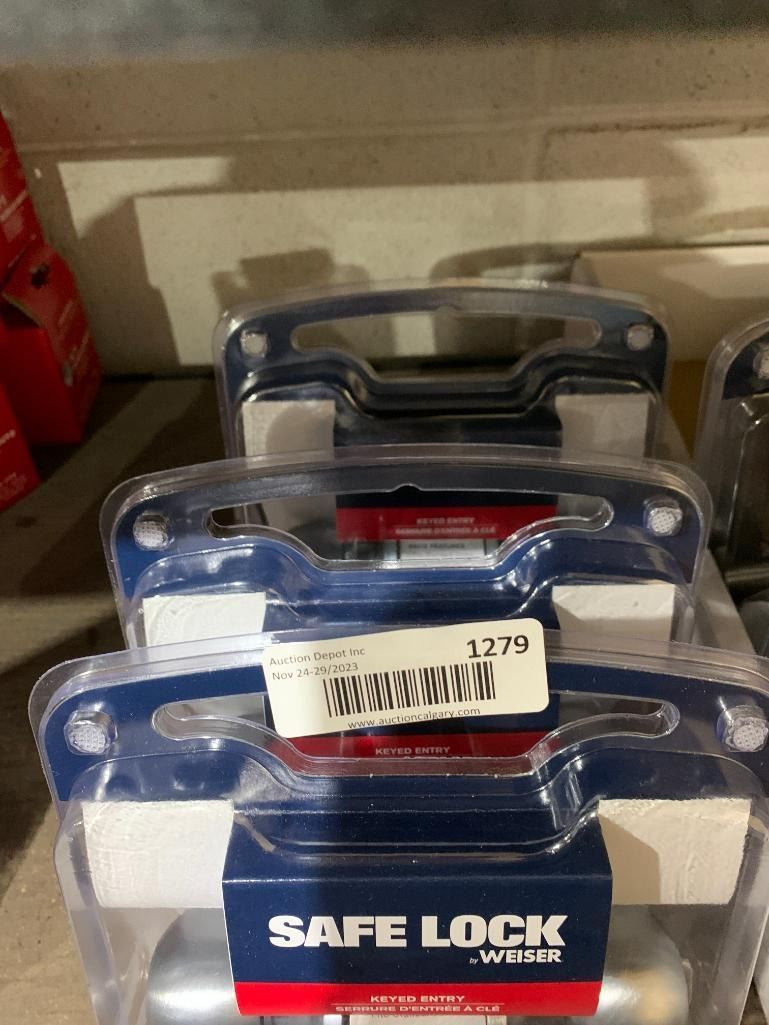 KEYED ENTRY
SERRURE D'ENTRÉE À CLÉ
Auction Depot Inc
Nov 24-29/2023
1279
www.auctioncalgary.com
KEYED ENTRY
SAFE LOCK
by WEISER
KEYED ENTRY
SERRURE D'ENTRÉE À CLÉ